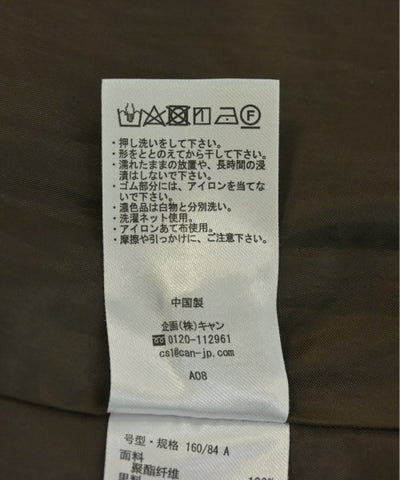 ・押し洗いをして下さい。
・形をととのえてから干して下さい。
・濡れたままの放置や、長時間の浸
漬はしないで下さい。
・ゴム部分には、アイロンを当てな
いで下さい。
・濃色品は白物と分別洗い。
・洗濯ネット使用。
・アイロンあて布使用。
・摩擦や引っかけに、ご注意下さい。
中国製
企画(株)キャン
0120-112961
cs1@can-jp.com
A08
号型・规格 160/84 A
面料
聚酯纤维 100%